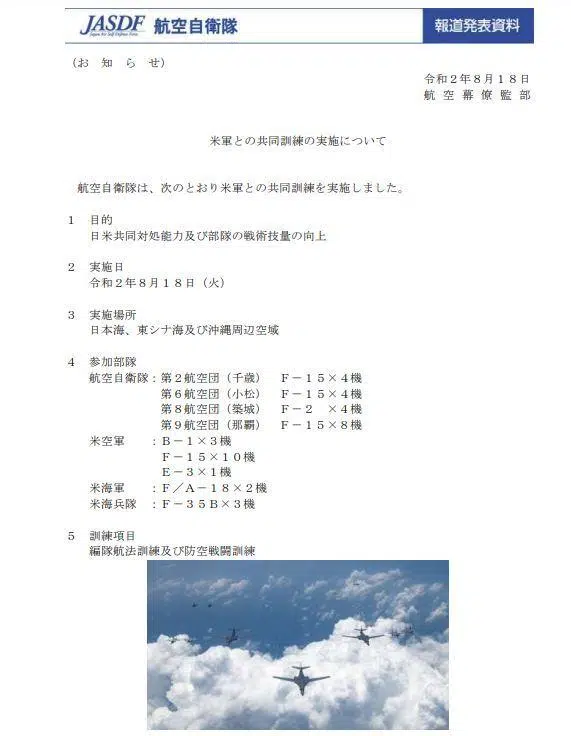 JASDF 航空自衛隊
Japan Air Self-Defense Force
報道発表資料
(お知らせ)
令和2年8月18日
航空幕僚監部
米軍との共同訓練の実施について
航空自衛隊は、次のとおり米軍との共同訓練を実施しました。
1 目的
日米共同対処能力及び部隊の戦術技量の向上
2 実施日
令和2年8月18日(火)
3 実施場所
日本海、東シナ海及び沖縄周辺空域
4 参加部隊
航空自衛隊:第2航空団(千歳) F-15×4機
第6航空団(小松) F-15×4機
第8航空団(築城) F-2 ×4機
第9航空団(那覇) F-15×8機
米空軍 :B-1×3機
F-15×10機
E-3×1機
米海軍 :F/A-18×2機
米海兵隊 :F-35B×3機
5 訓練項目
編隊航法訓練及び防空戦闘訓練